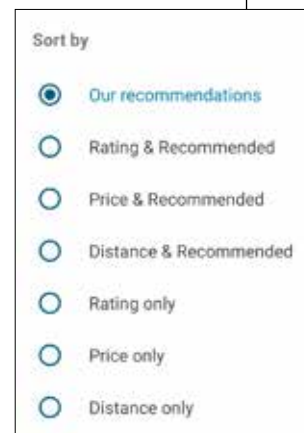 Sort by
Our recommendations
Rating & Recommended
Price & Recommended
Distance & Recommended
Rating only
Price only
Distance only